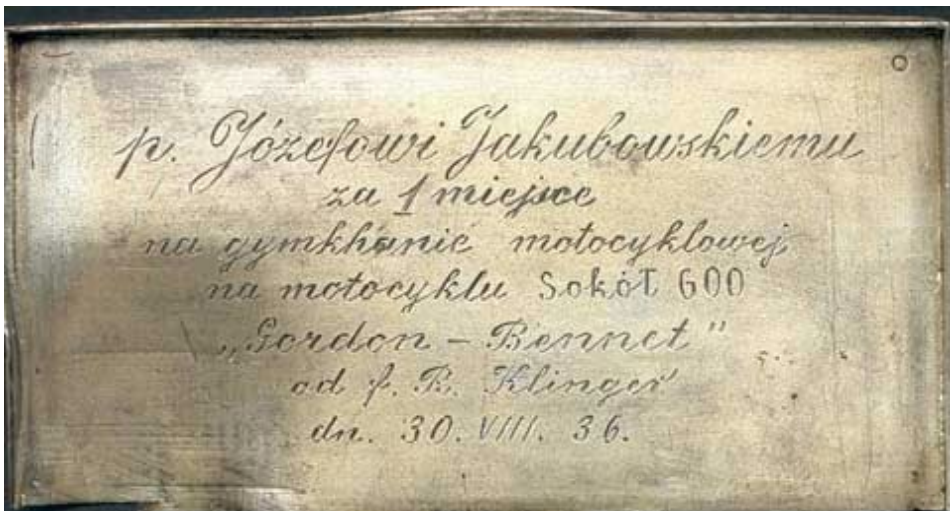 p. Józefowi Jakubowskiemu
za 1 miejsce
na gymkhanie motocyklowej
na motocyklu Sokół 600
„Gordon – Bennet”
od f. R. Klinger
dn. 30. VIII. 36.